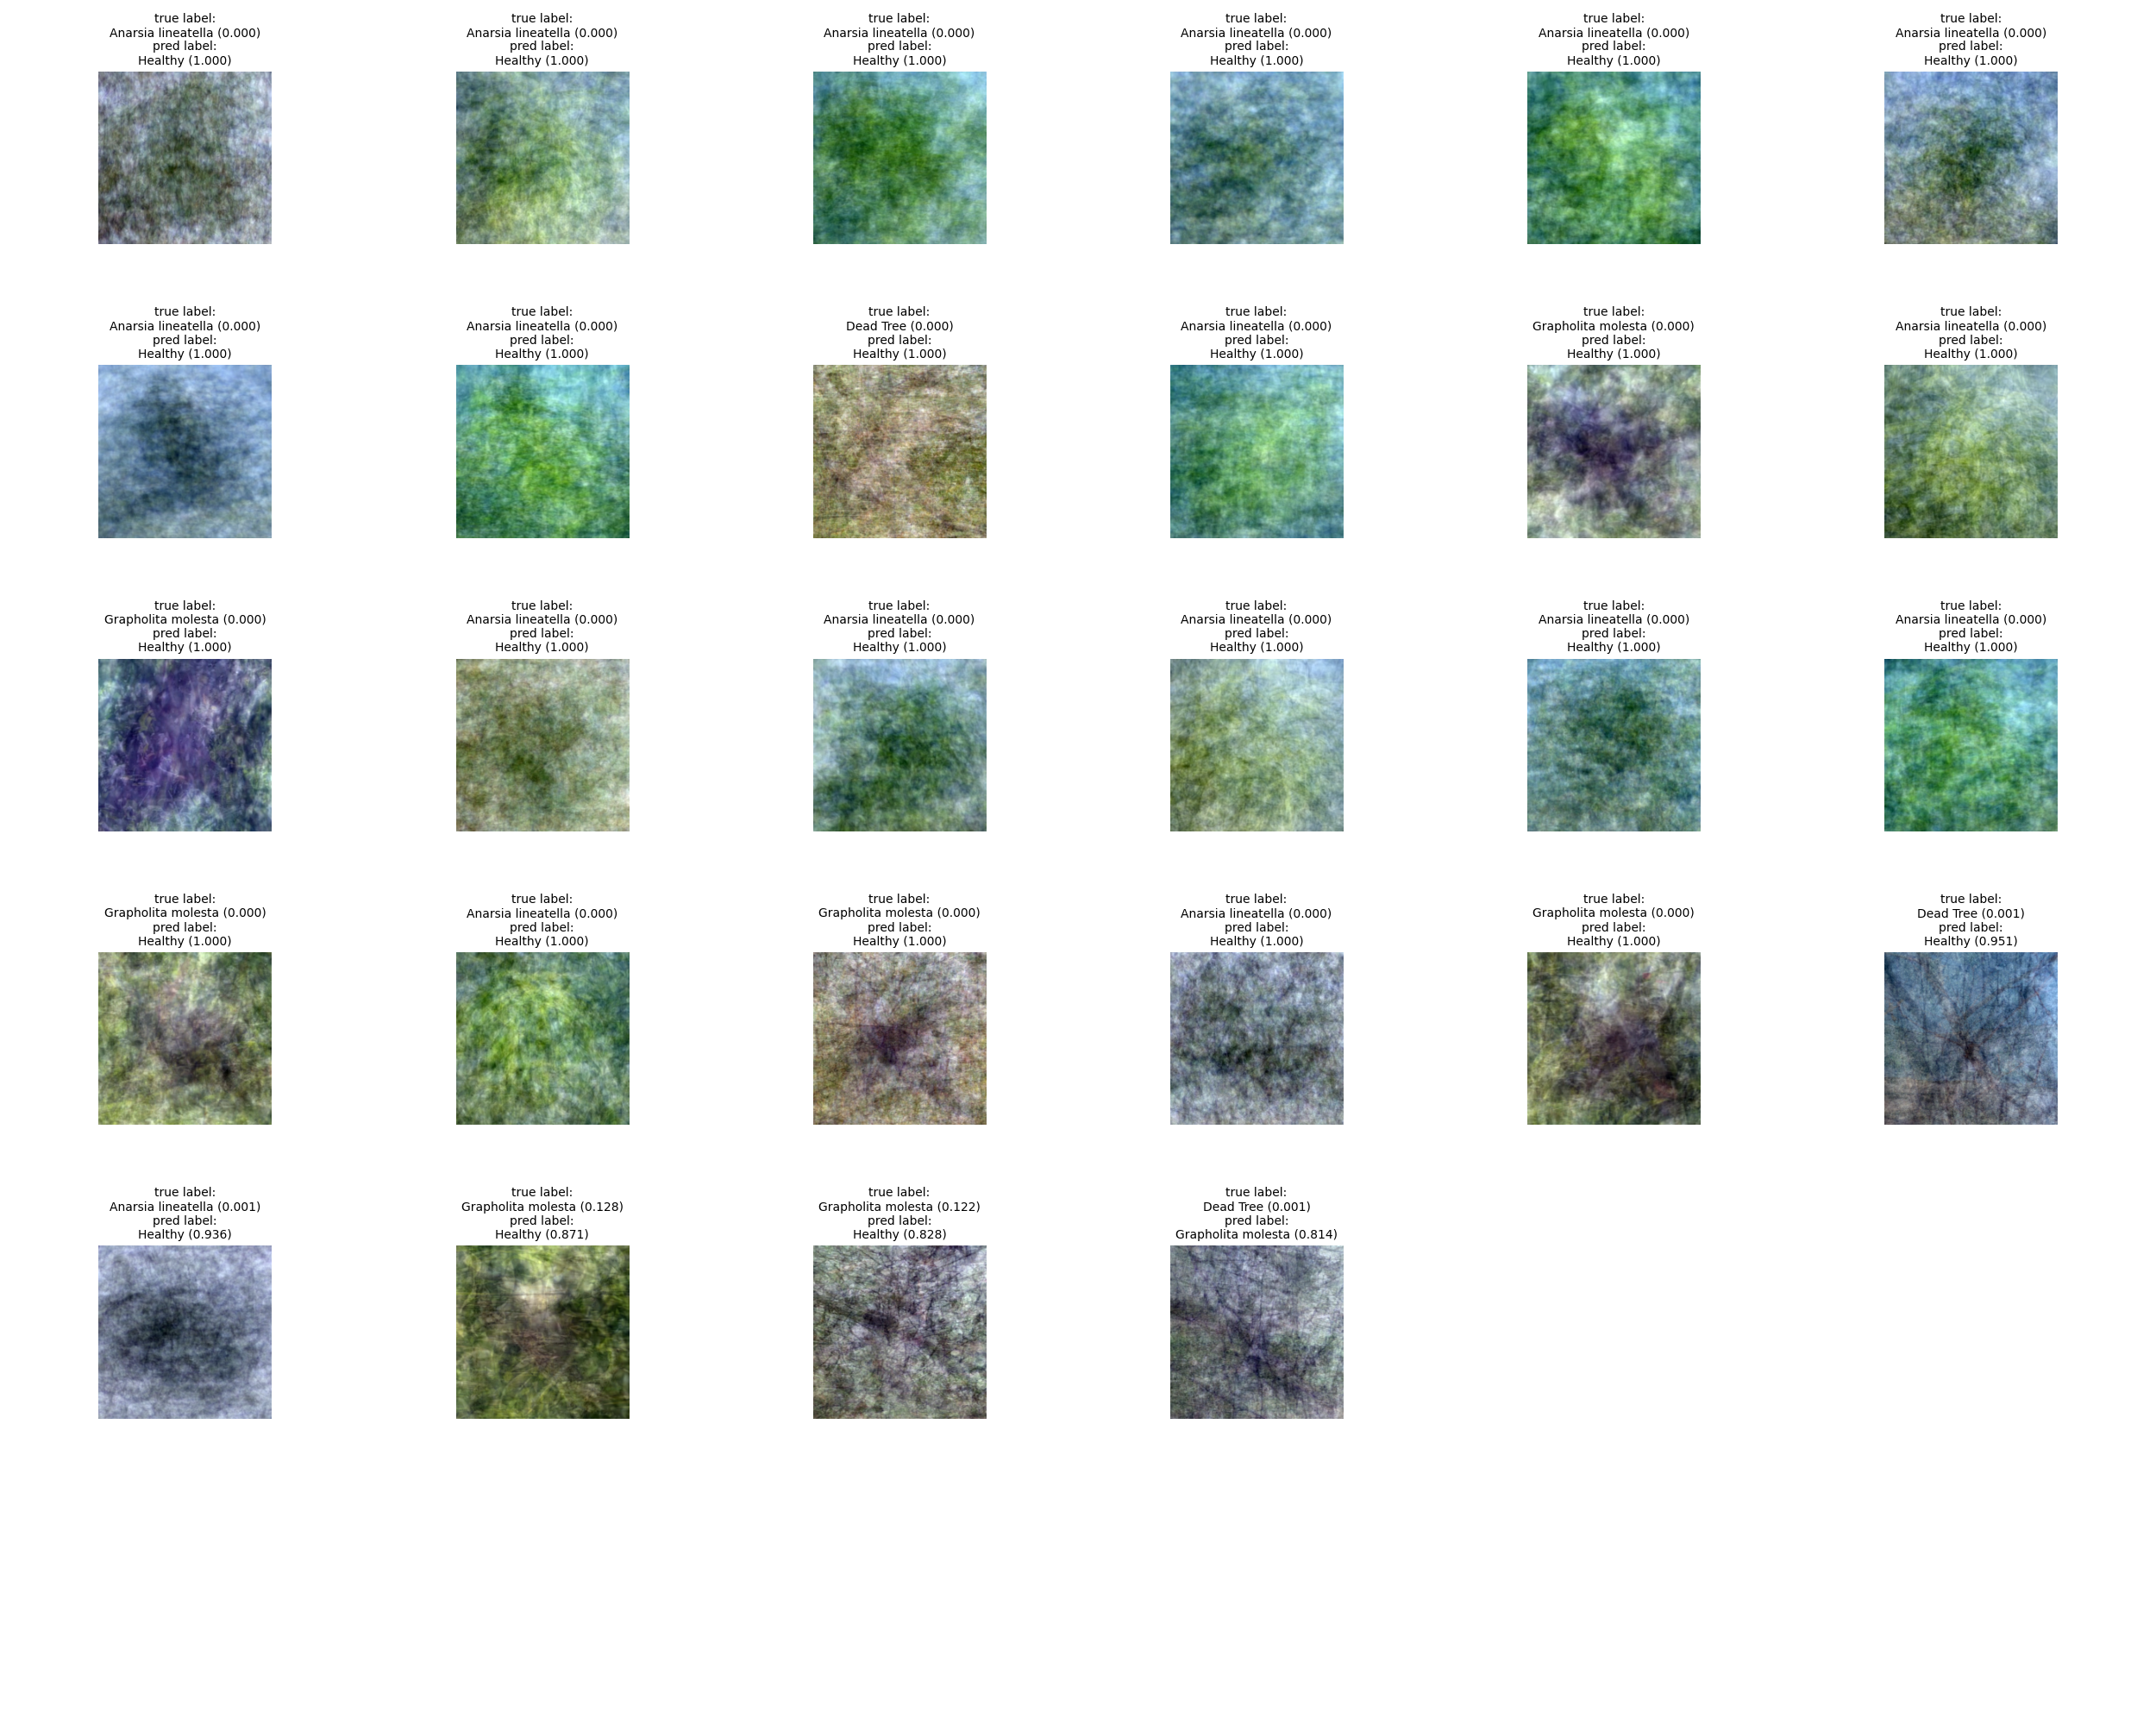 true label:
Anarsia lineatella (0.000)
pred label:
Healthy (1.000)
true label:
Anarsia lineatella (0.000)
pred label:
Healthy (1.000)
true label:
Anarsia lineatella (0.000)
pred label:
Healthy (1.000)
true label:
Anarsia lineatella (0.000)
pred label:
Healthy (1.000)
true label:
Anarsia lineatella (0.000)
pred label:
Healthy (1.000)
true label:
Anarsia lineatella (0.000)
pred label:
Healthy (1.000)
true label:
Anarsia lineatella (0.000)
pred label:
Healthy (1.000)
true label:
Anarsia lineatella (0.000)
pred label:
Healthy (1.000)
true label:
Dead Tree (0.000)
pred label:
Healthy (1.000)
true label:
Anarsia lineatella (0.000)
pred label:
Healthy (1.000)
true label:
Grapholita molesta (0.000)
pred label:
Healthy (1.000)
true label:
Anarsia lineatella (0.000)
pred label:
Healthy (1.000)
true label:
Grapholita molesta (0.000)
pred label:
Healthy (1.000)
true label:
Anarsia lineatella (0.000)
pred label:
Healthy (1.000)
true label:
Anarsia lineatella (0.000)
pred label:
Healthy (1.000)
true label:
Anarsia lineatella (0.000)
pred label:
Healthy (1.000)
true label:
Anarsia lineatella (0.000)
pred label:
Healthy (1.000)
true label:
Anarsia lineatella (0.000)
pred label:
Healthy (1.000)
true label:
Grapholita molesta (0.000)
pred label:
Healthy (1.000)
true label:
Anarsia lineatella (0.000)
pred label:
Healthy (1.000)
true label:
Grapholita molesta (0.000)
pred label:
Healthy (1.000)
true label:
Anarsia lineatella (0.000)
pred label:
Healthy (1.000)
true label:
Grapholita molesta (0.000)
pred label:
Healthy (1.000)
true label:
Dead Tree (0.001)
pred label:
Healthy (0.951)
true label:
Anarsia lineatella (0.001)
pred label:
Healthy (0.936)
true label:
Grapholita molesta (0.128)
pred label:
Healthy (0.871)
true label:
Grapholita molesta (0.122)
pred label:
Healthy (0.828)
true label:
Dead Tree (0.001)
pred label:
Grapholita molesta (0.814)